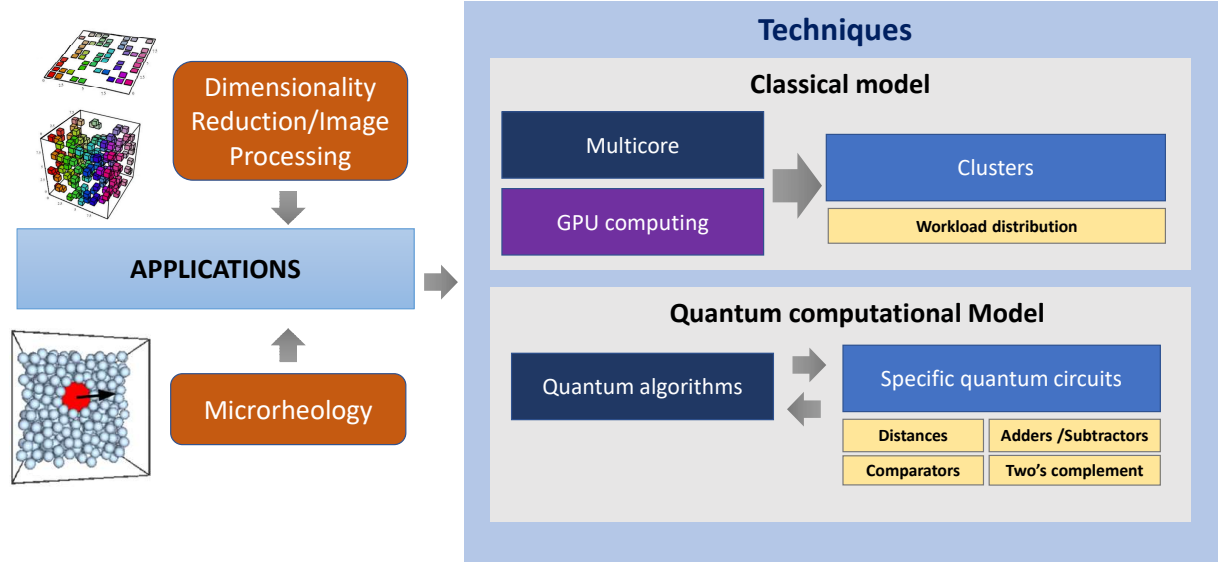 Dimensionality
Reduction/Image
Processing
APPLICATIONS
Microrheology
Techniques
Classical model
Multicore
GPU computing
Clusters
Workload distribution
Quantum computational Model
Quantum algorithms
Specific quantum circuits
Distances
Adders /Subtractors
Comparators
Two's complement